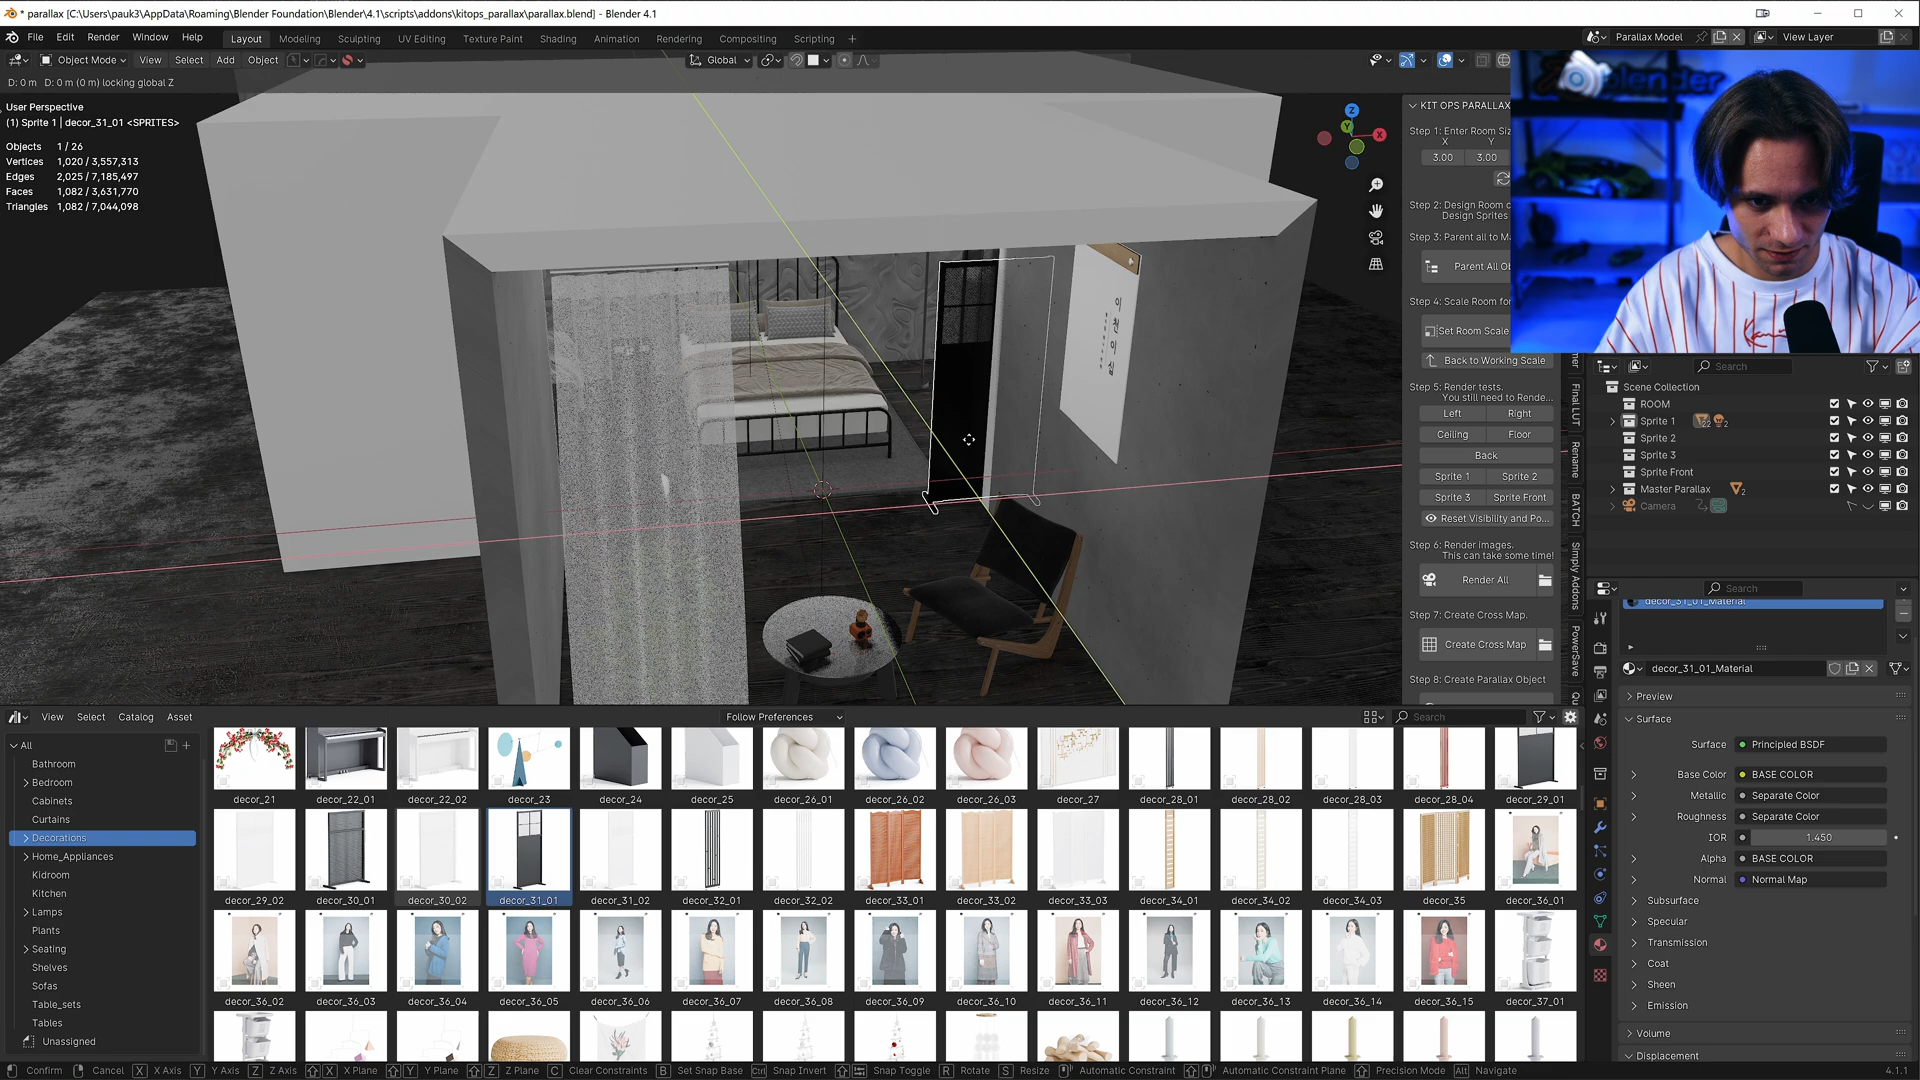 * parallax [C:\Users\pauk3\AppData\Roaming\Blender Foundation\Blender\4.1\scripts\addons\kitops_parallax\parallax.blend] - Blender 4.1
File Edit Render Window Help Layout Modeling Sculpting UV Editing Texture Paint Shading Animation Rendering Compositing Scripting + Parallax Model View Layer
Object Mode View Select Add Object Global
D: 0 m D: 0 m (0 m) locking global Z
User Perspective
(1) Sprite 1 | decor_31_01 <SPRITES>
Objects 1 / 26
Vertices 1,020 / 3,557,313
Edges 2,025 / 7,185,497
Faces 1,082 / 3,631,770
Triangles 1,082 / 7,044,098
Z
Y
X
이천이십
blender
KIT OPS PARALLAX
Step 1: Enter Room Siz
X Y
3.00 3.00
Step 2: Design Room o
Design Sprites
Step 3: Parent all to M
Parent All Ob
Step 4: Scale Room for
Set Room Scale
Back to Working Scale
Step 5: Render tests.
You still need to Rende...
Left Right
Ceiling Floor
Back
Sprite 1 Sprite 2
Sprite 3 Sprite Front
Reset Visibility and Po...
Step 6: Render images.
This can take some time!
Render All
Step 7: Create Cross Map.
Create Cross Map
Step 8: Create Parallax Object
Final LUT
Rename
BATCH
Simply Addons
PowerSave
Search
Scene Collection
ROOM
Sprite 1 22 2
Sprite 2
Sprite 3
Sprite Front
Master Parallax 2
Camera
Search
decor_31_01_Material
decor_31_01_Material
Preview
Surface
Surface Principled BSDF
Base Color BASE COLOR
Metallic Separate Color
Roughness Separate Color
IOR 1.450
Alpha BASE COLOR
Normal Normal Map
Subsurface
Specular
Transmission
Coat
Sheen
Emission
Volume
Displacement
View Select Catalog Asset Follow Preferences Search
All
Bathroom
Bedroom
Cabinets
Curtains
Decorations
Home_Appliances
Kidroom
Kitchen
Lamps
Plants
Seating
Shelves
Sofas
Table_sets
Tables
Unassigned
decor_21 decor_22_01 decor_22_02 decor_23 decor_24 decor_25 decor_26_01 decor_26_02 decor_26_03 decor_27 decor_28_01 decor_28_02 decor_28_03 decor_28_04 decor_29_01
decor_29_02 decor_30_01 decor_30_02 decor_31_01 decor_31_02 decor_32_01 decor_32_02 decor_33_01 decor_33_02 decor_33_03 decor_34_01 decor_34_02 decor_34_03 decor_35 decor_36_01
decor_36_02 decor_36_03 decor_36_04 decor_36_05 decor_36_06 decor_36_07 decor_36_08 decor_36_09 decor_36_10 decor_36_11 decor_36_12 decor_36_13 decor_36_14 decor_36_15 decor_37_01
Confirm Cancel X X Axis Y Y Axis Z Z Axis X X Plane Y Y Plane Z Z Plane C Clear Constraints B Set Snap Base Ctrl Snap Invert Snap Toggle R Rotate S Resize Automatic Constraint Automatic Constraint Plane Precision Mode Alt Navigate 4.1.1